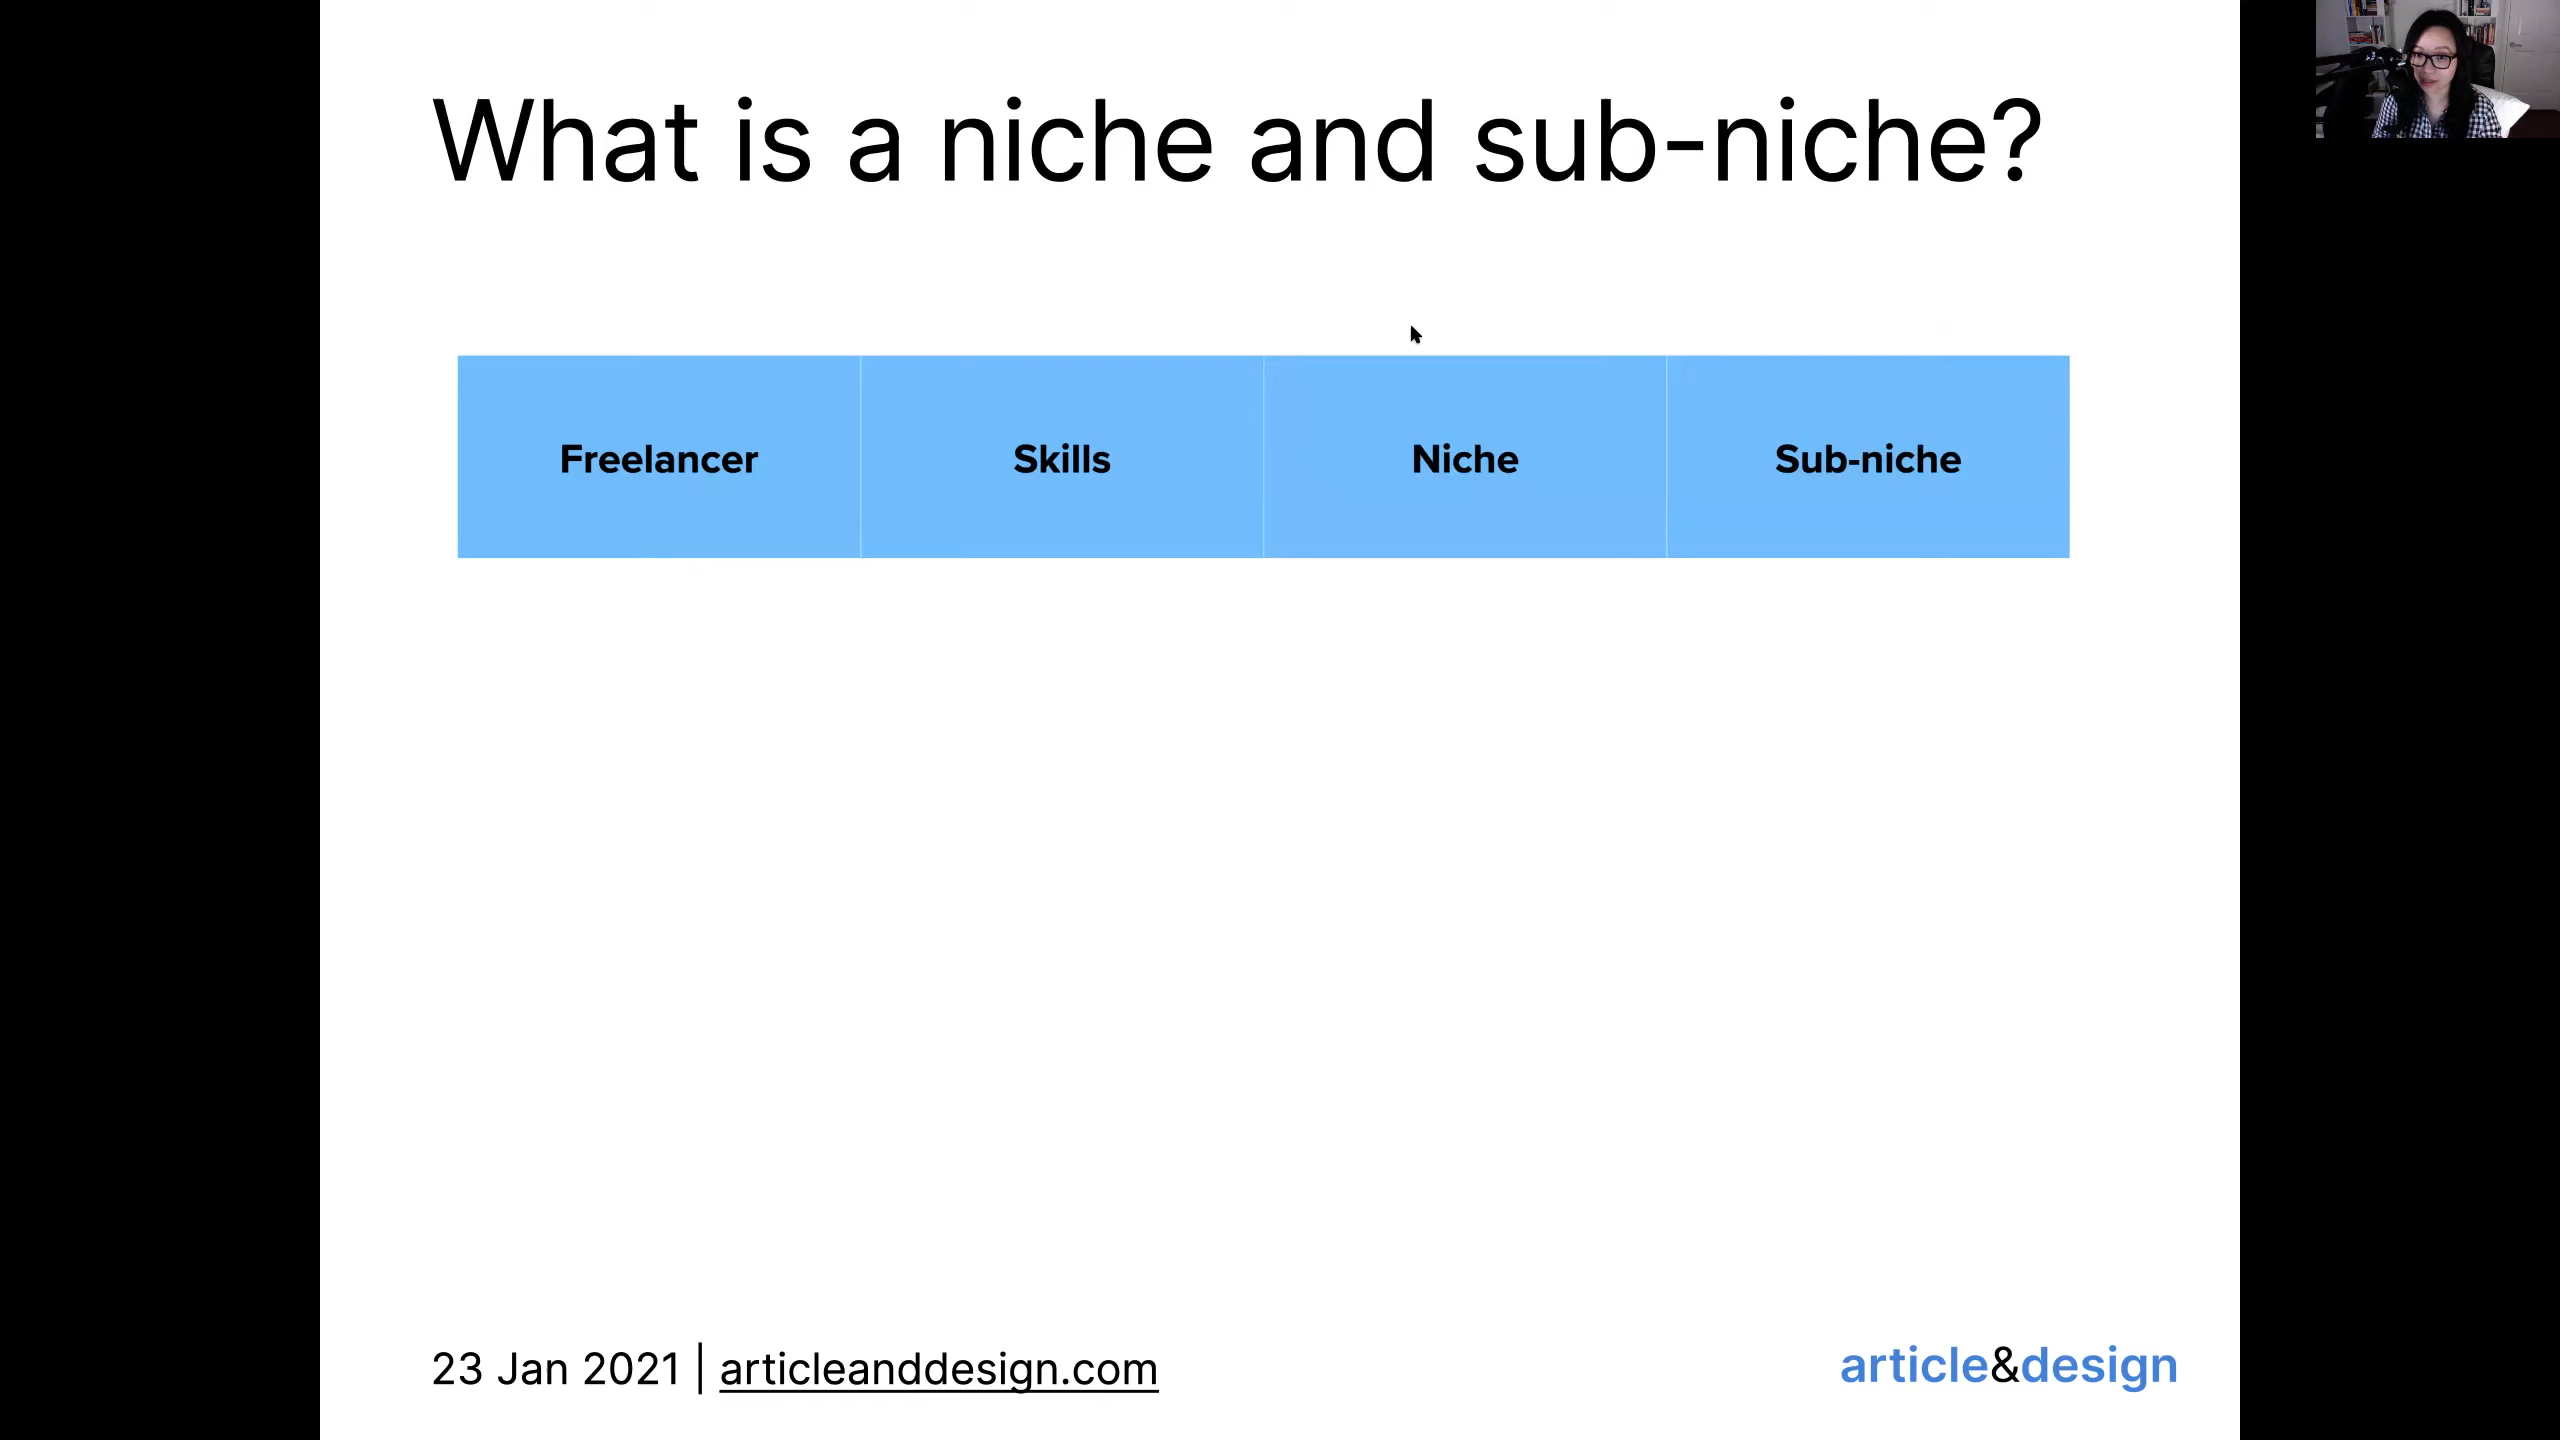 What is a niche and sub-niche?
Freelancer Skills Niche Sub-niche
23 Jan 2021 | articleanddesign.com
article&design